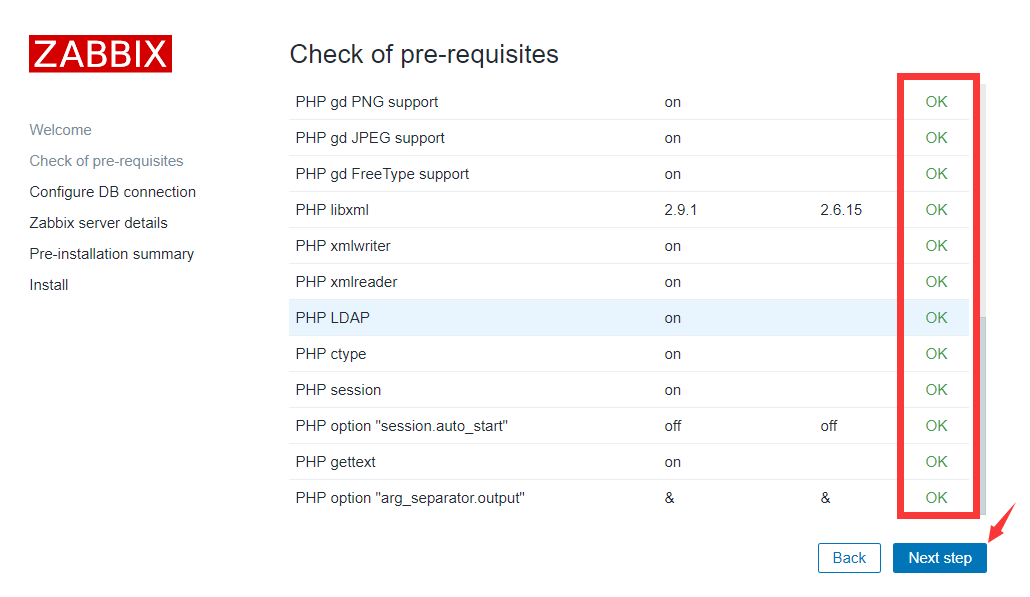 ZABBIX
Check of pre-requisites
Welcome
Check of pre-requisites
Configure DB connection
Zabbix server details
Pre-installation summary
Install
PHP gd PNG support on OK
PHP gd JPEG support on OK
PHP gd FreeType support on OK
PHP libxml 2.9.1 2.6.15 OK
PHP xmlwriter on OK
PHP xmlreader on OK
PHP LDAP on OK
PHP ctype on OK
PHP session on OK
PHP option "session.auto_start" off off OK
PHP gettext on OK
PHP option "arg_separator.output" & & OK
Back Next step